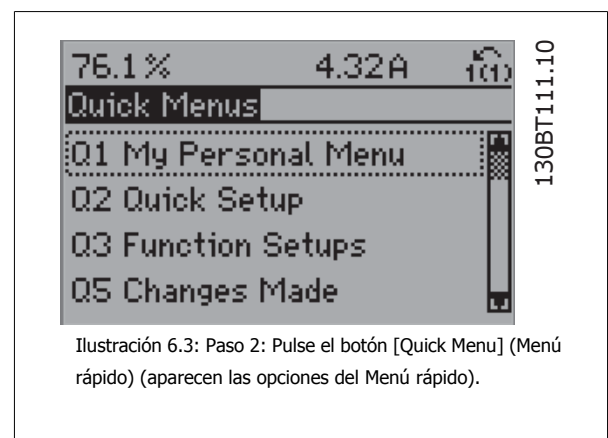 76.1% 4.32A 1(1)
Quick Menus
Q1 My Personal Menu
Q2 Quick Setup
Q3 Function Setups
Q5 Changes Made
130BT111.10
Ilustración 6.3: Paso 2: Pulse el botón [Quick Menu] (Menú
rápido) (aparecen las opciones del Menú rápido).